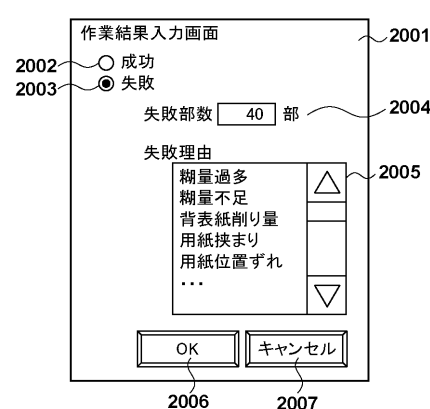 作業結果入力画面
2001
2002
成功
2003
失敗
失敗部数 40 部
2004
失敗理由
2005
糊量過多
糊量不足
背表紙削り量
用紙挟まり
用紙位置ずれ
・・・
OK キャンセル
2006 2007